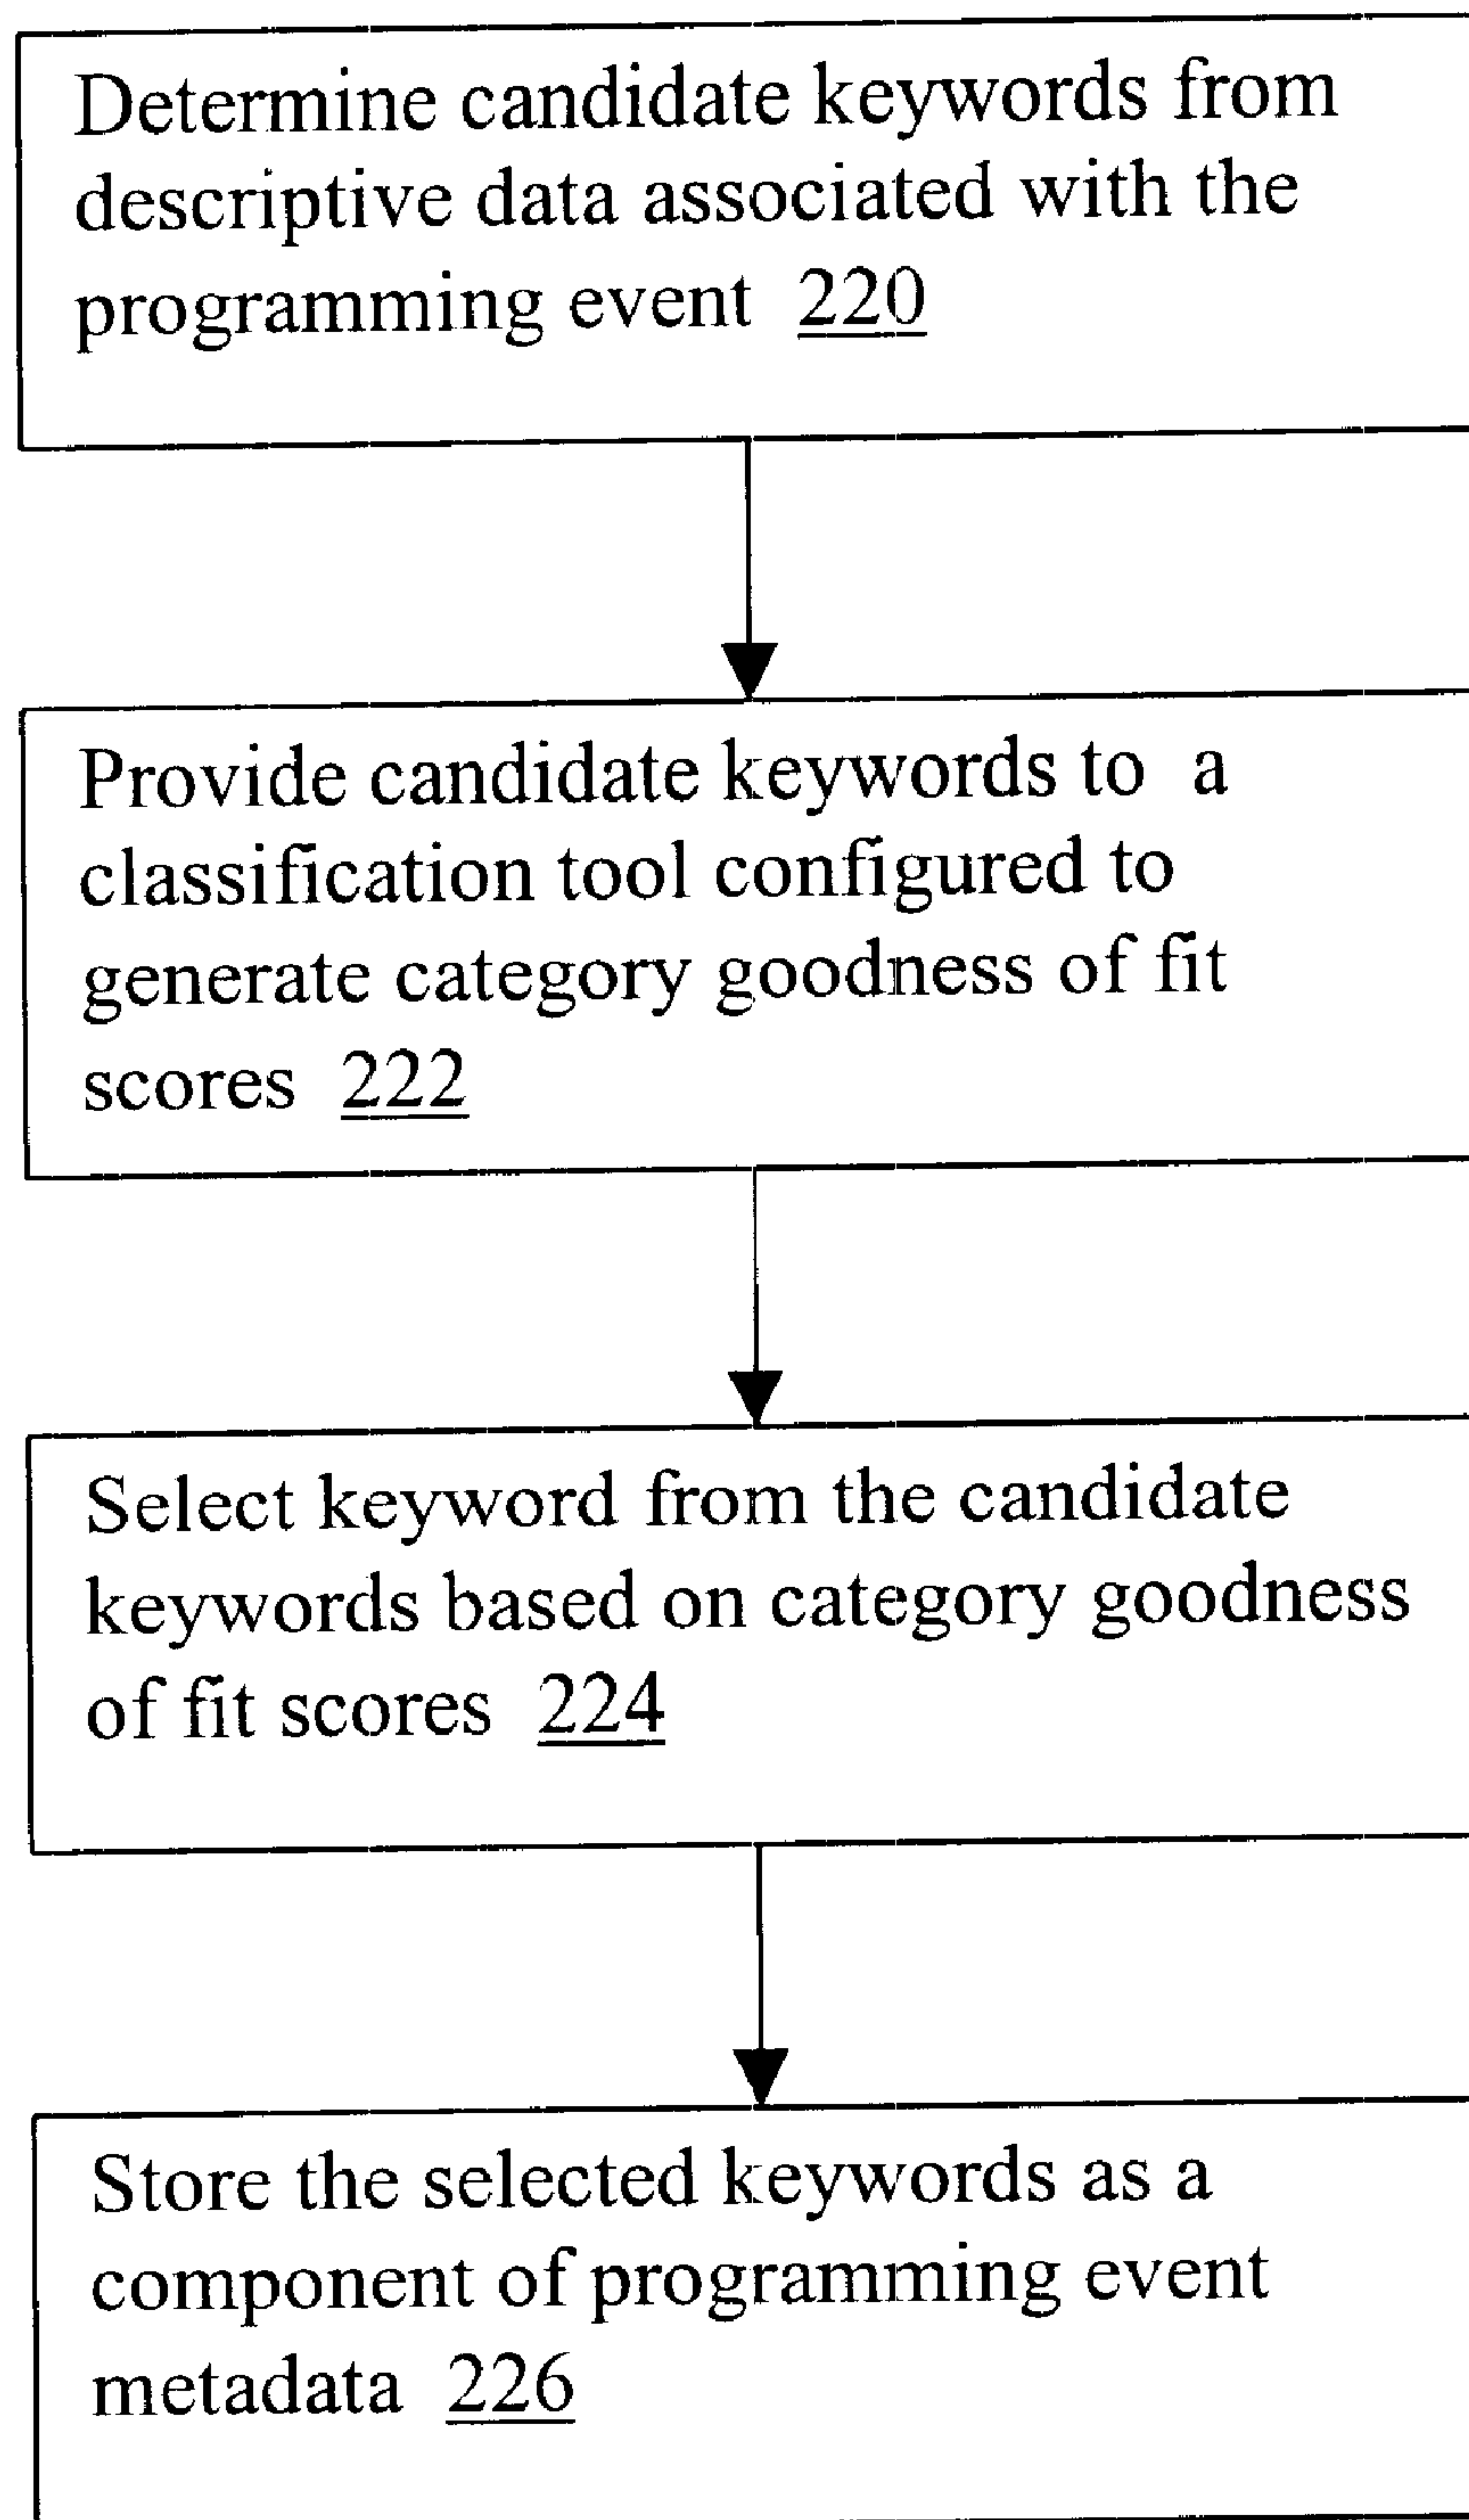 Determine candidate keywords from
descriptive data associated with the
programming event 220
Provide candidate keywords to a
classification tool configured to
generate category goodness of fit
scores 222
Select keyword from the candidate
keywords based on category goodness
of fit scores 224
Store the selected keywords as a
component of programming event
metadata 226